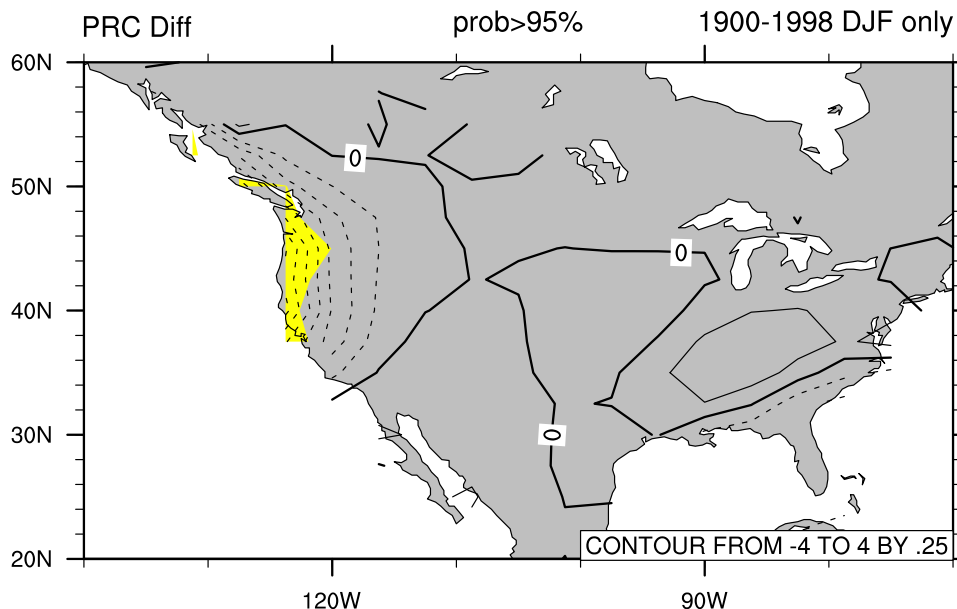 PRC Diff prob>95% 1900-1998 DJF only
60N
0
50N
0
40N
30N
0
20N
CONTOUR FROM -4 TO 4 BY .25
120W 90W